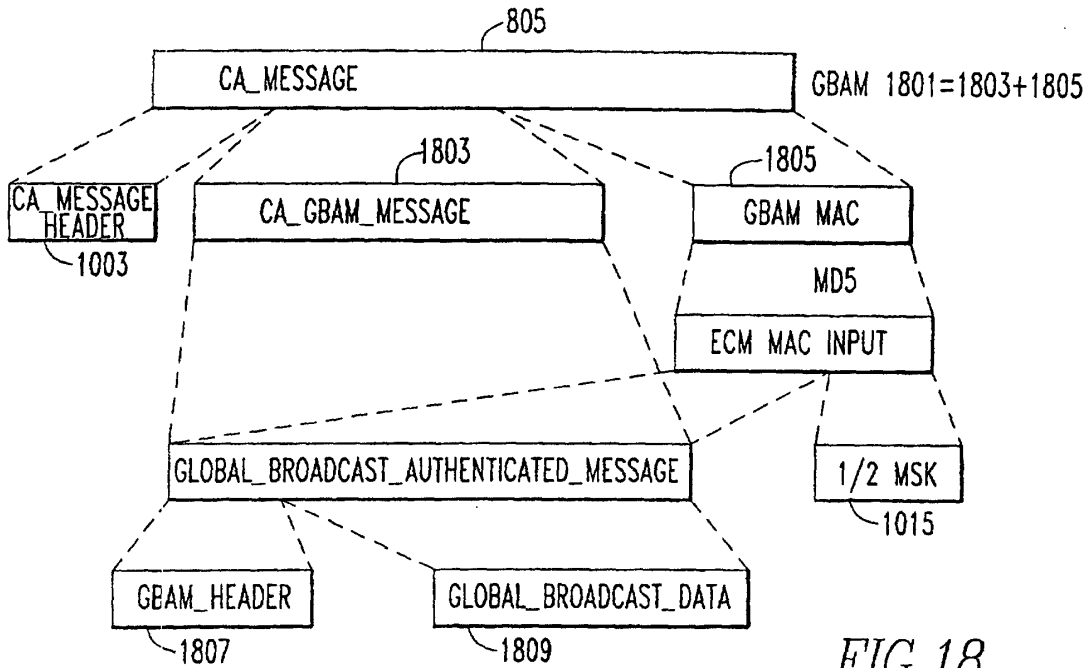 805
CA_MESSAGE
GBAM 1801=1803+1805
1803
1805
CA_MESSAGE
HEADER
CA_GBAM_MESSAGE
GBAM MAC
1003
MD5
ECM MAC INPUT
GLOBAL_BROADCAST_AUTHENTICATED_MESSAGE
1/2 MSK
1015
GBAM_HEADER
GLOBAL_BROADCAST_DATA
1807
1809
FIG 18